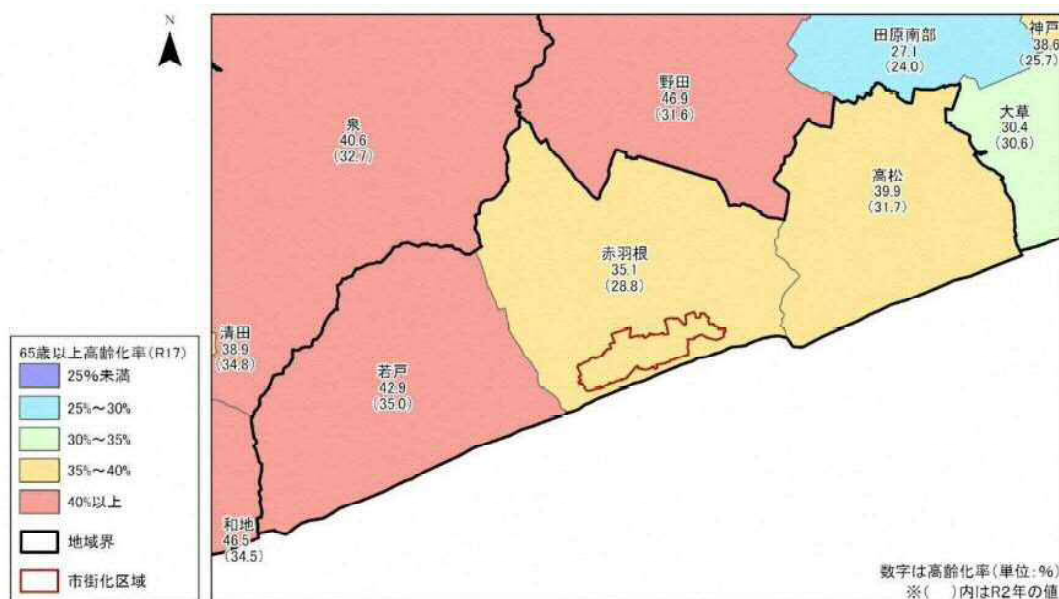 N
田原南部
27.1
(24.0)
神戸
38.6
(25.7)
野田
46.9
(31.6)
大草
30.4
(30.6)
泉
40.6
(32.7)
高松
39.9
(31.7)
赤羽根
35.1
(28.8)
清田
38.9
(34.8)
若戸
42.9
(35.0)
和地
46.5
(34.5)
65歳以上高齢化率(R17)
25%未満
25%～30%
30%～35%
35%～40%
40%以上
地域界
市街化区域
数字は高齢化率(単位:%)
※( )内はR2年の値